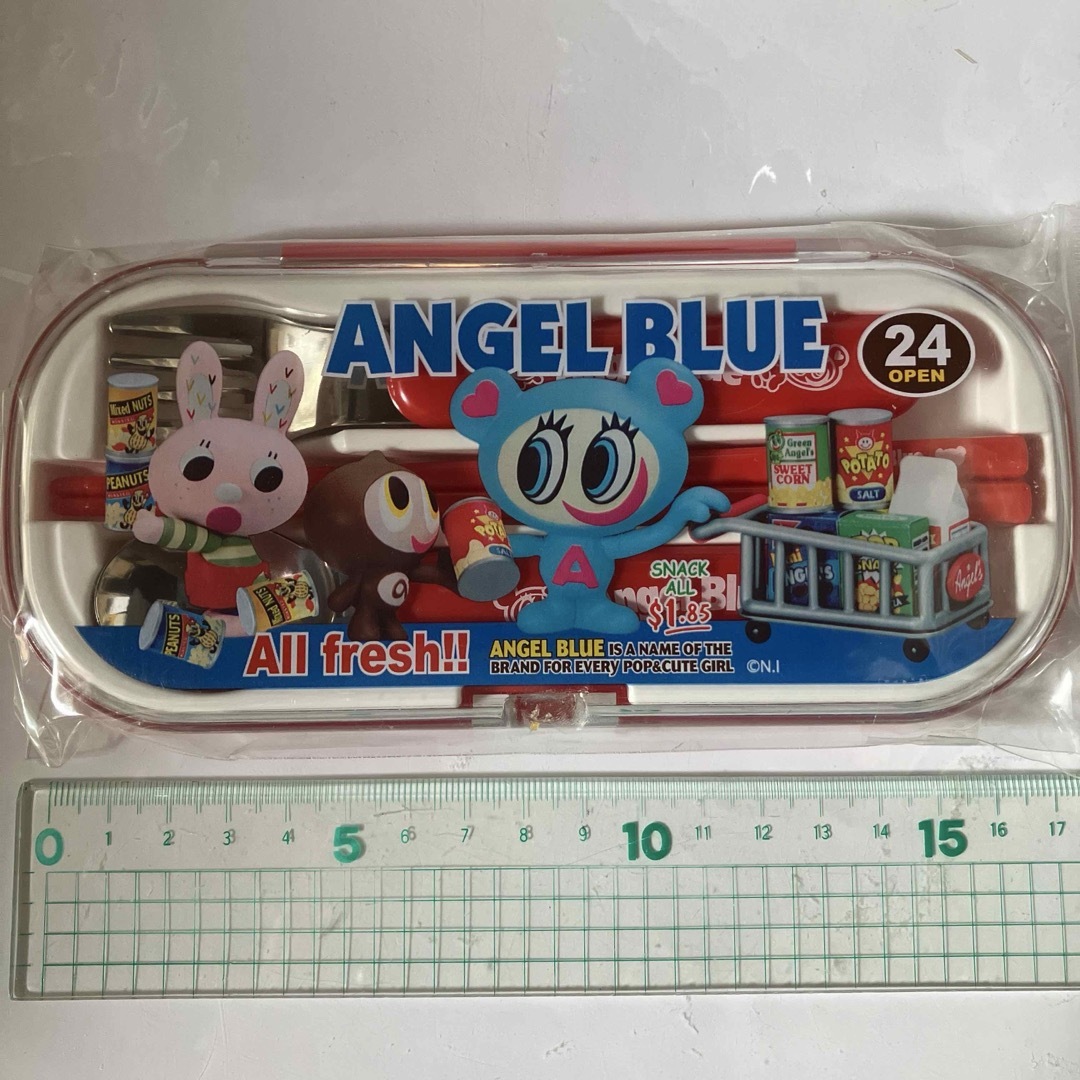 ANGEL BLUE
24
OPEN
Mixed NUTS
PEANUTS
Green
Angel's
SWEET
CORN
POTATO
SALT
Angel's
SNACK
ALL
$1.85
PEANUTS
Mixed NUTS
All fresh!!
ANGEL BLUE IS A NAME OF THE
BRAND FOR EVERY POP&CUTE GIRL
©N.I
A
0 1 2 3 4 5 6 7 8 9 10 11 12 13 14 15 16 17